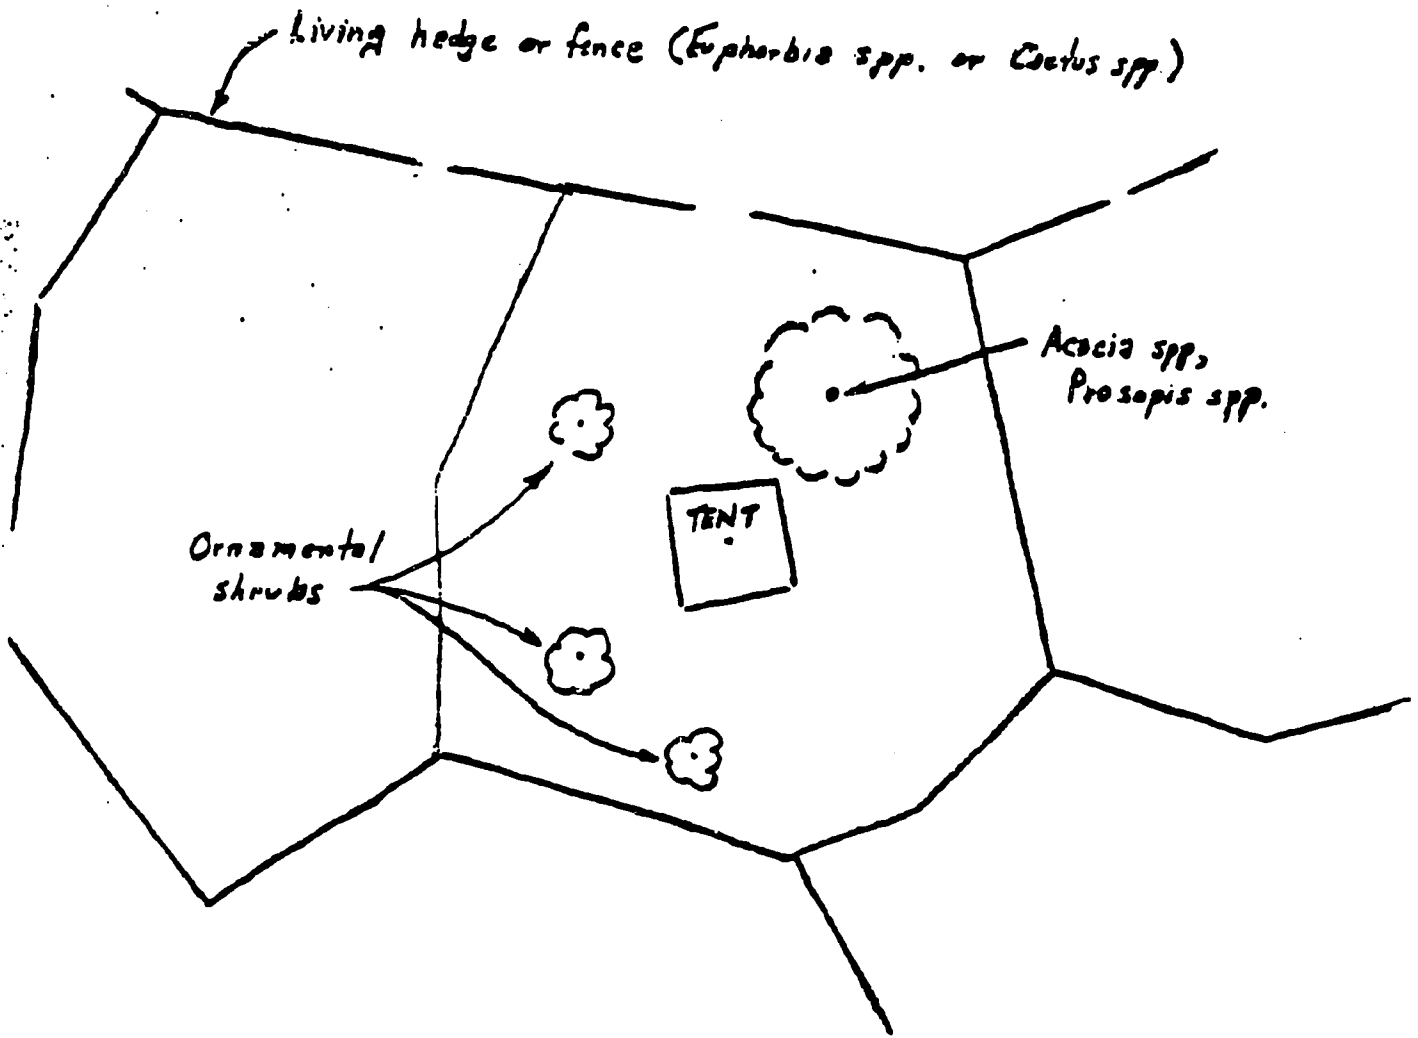 Living hedge or fence (Euphorbia spp. or Cactus spp.)
Acacia spp,
Prosopis spp.
TENT
Ornamental
shrubs